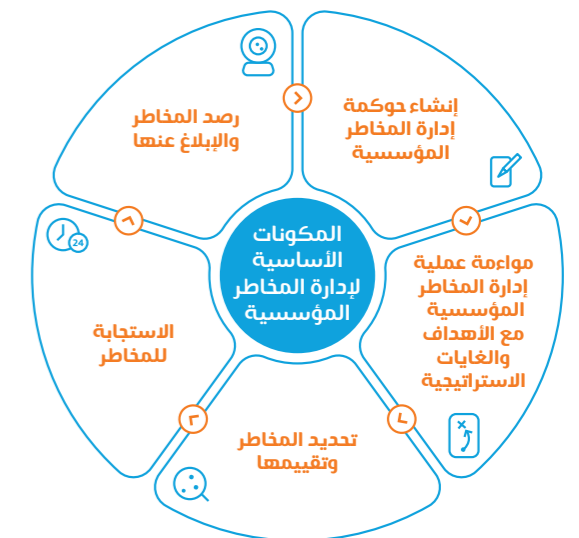 المكونات
الأساسية
لإدارة المخاطر
المؤسسية
إنشاء حوكمة
إدارة المخاطر
المؤسسية
مواءمة عملية
إدارة المخاطر
المؤسسية
مع الأهداف
والغايات
الاستراتيجية
تحديد المخاطر
وتقييمها
الاستجابة
للمخاطر
24
رصد المخاطر
والإبلاغ عنها